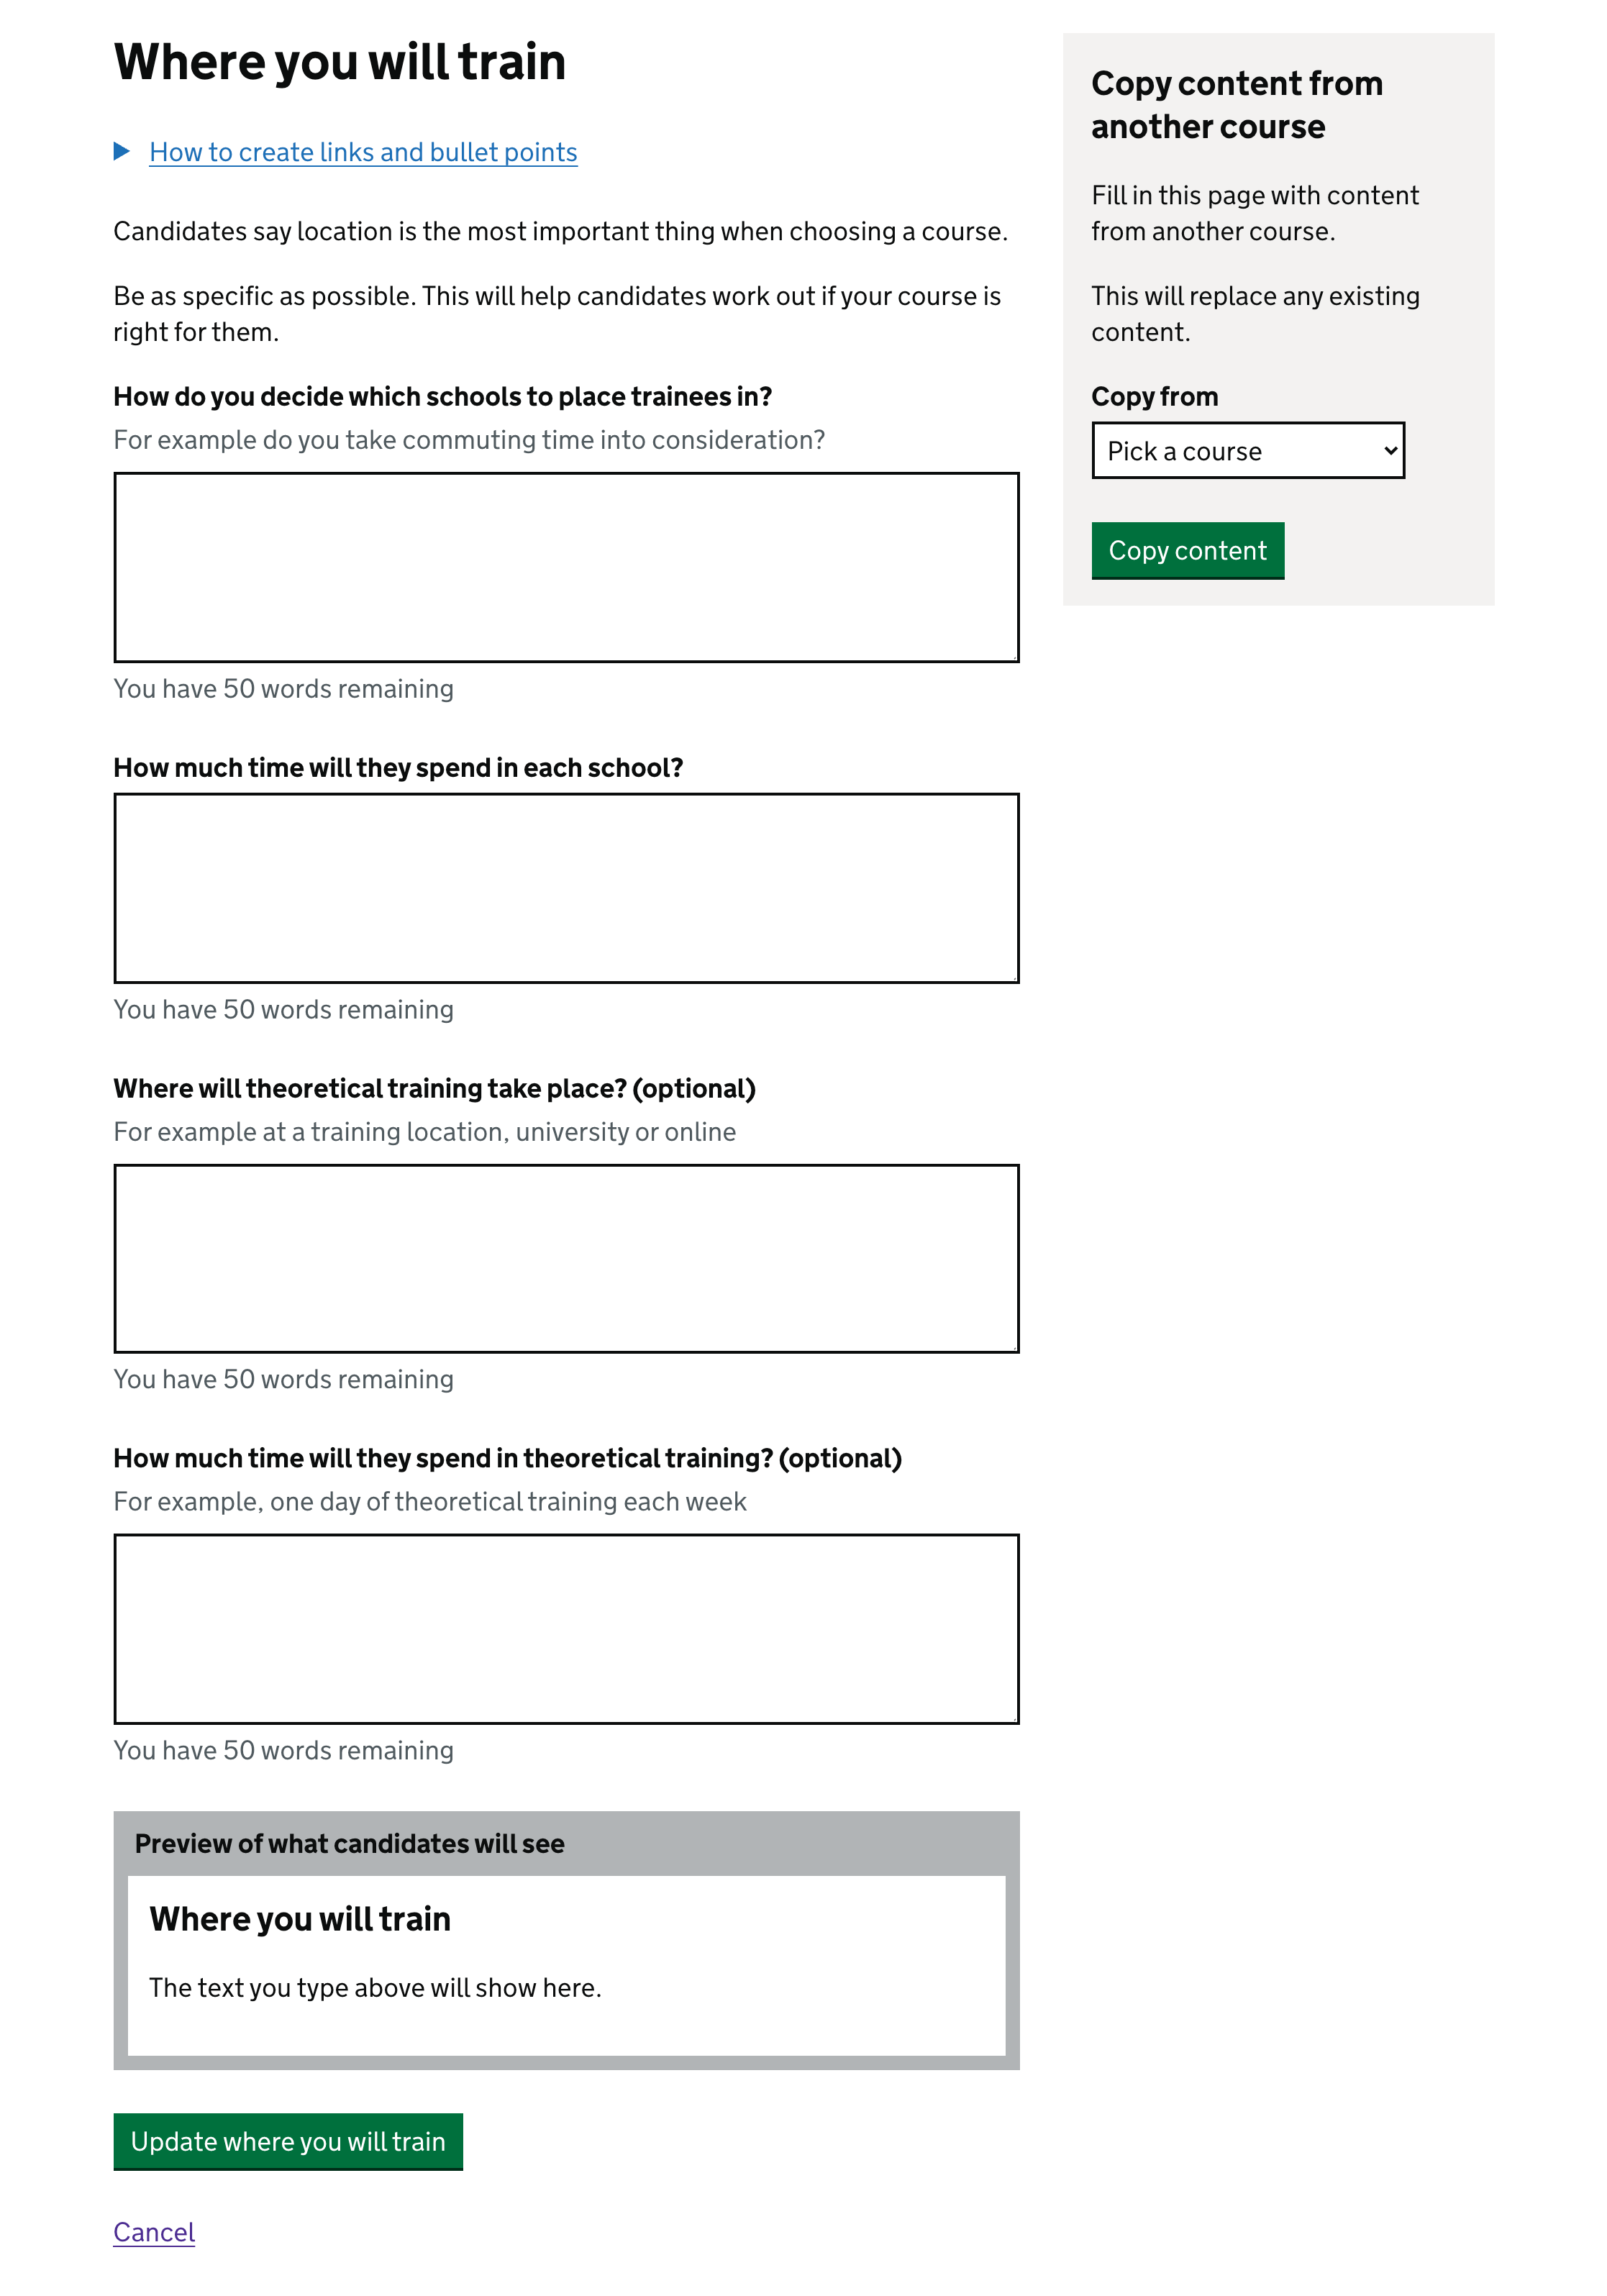 Where you will train
How to create links and bullet points
Candidates say location is the most important thing when choosing a course.
Be as specific as possible. This will help candidates work out if your course is
right for them.
How do you decide which schools to place trainees in?
For example do you take commuting time into consideration?
You have 50 words remaining
How much time will they spend in each school?
You have 50 words remaining
Where will theoretical training take place? (optional)
For example at a training location, university or online
You have 50 words remaining
How much time will they spend in theoretical training? (optional)
For example, one day of theoretical training each week
You have 50 words remaining
Preview of what candidates will see
Where you will train
The text you type above will show here.
Update where you will train
Cancel
Copy content from
another course
Fill in this page with content
from another course.
This will replace any existing
content.
Copy from
Pick a course
Copy content